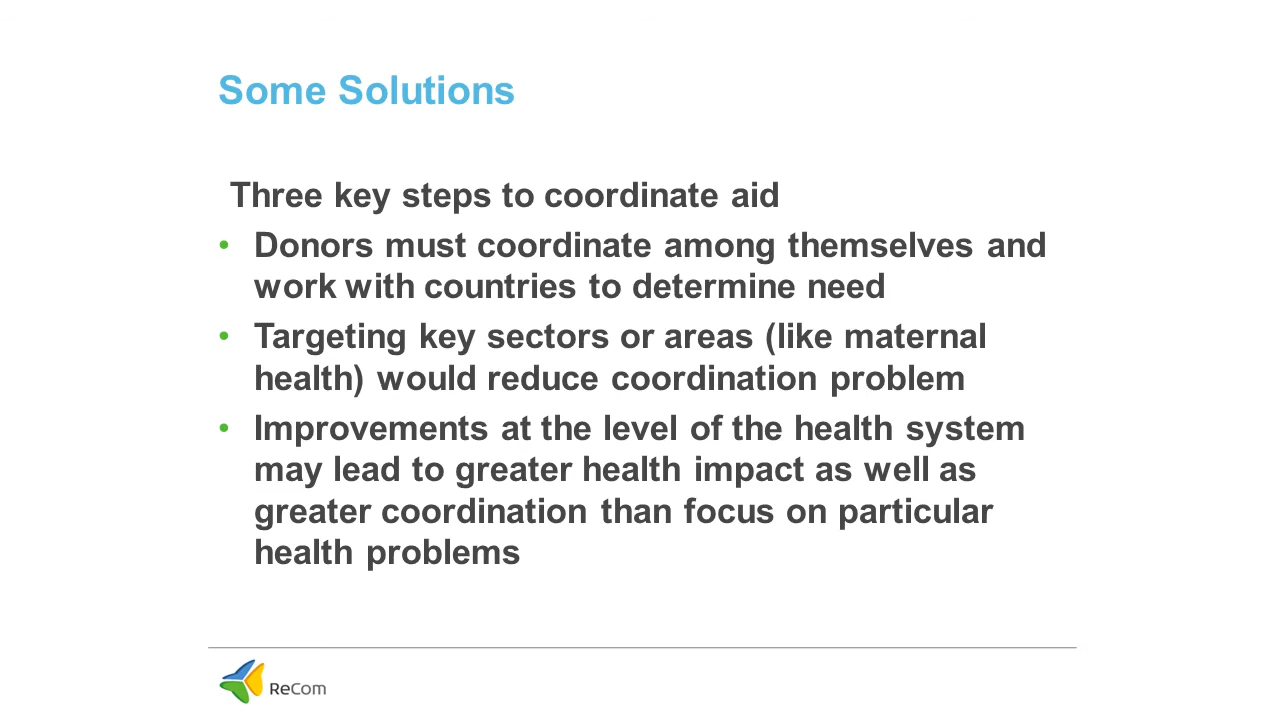 Some Solutions
Three key steps to coordinate aid
• Donors must coordinate among themselves and
work with countries to determine need
• Targeting key sectors or areas (like maternal
health) would reduce coordination problem
• Improvements at the level of the health system
may lead to greater health impact as well as
greater coordination than focus on particular
health problems
ReCom